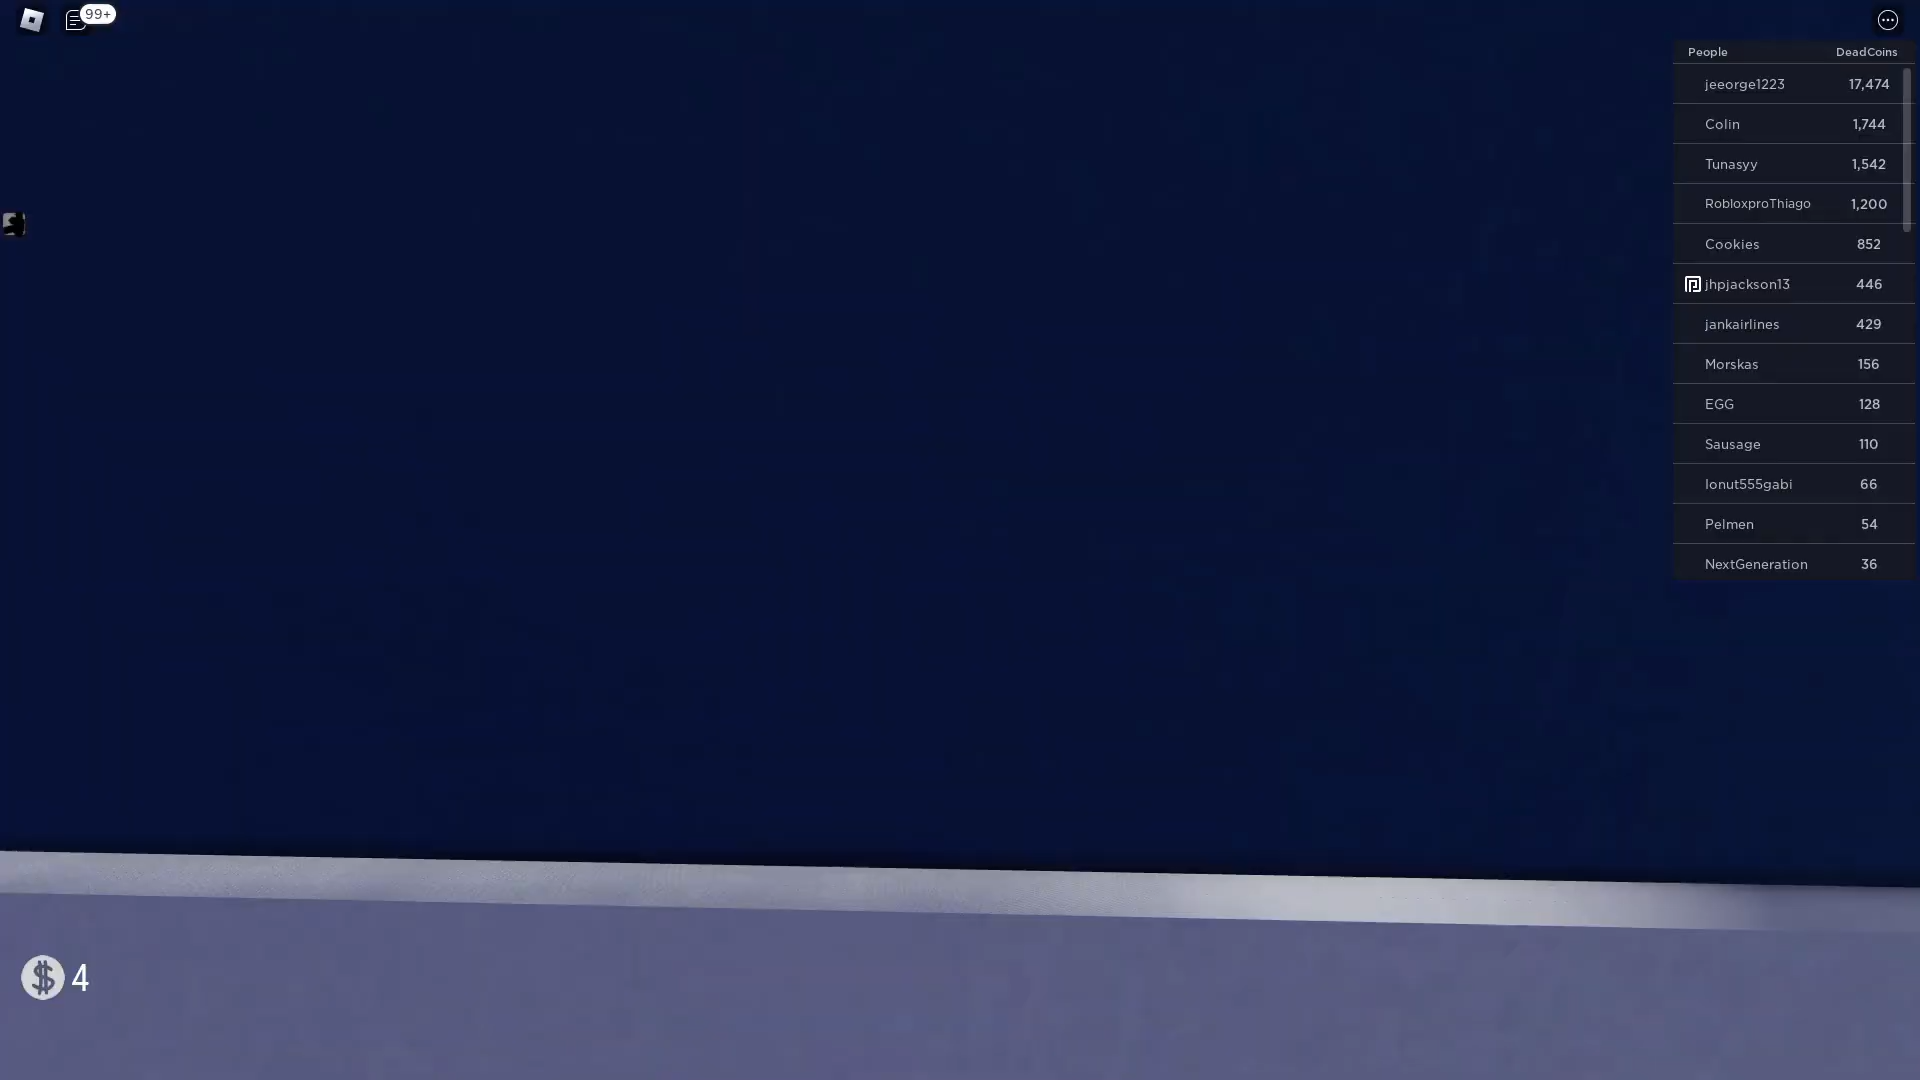 99+
People DeadCoins
jeeorge1223 17,474
Colin 1,744
Tunasyy 1,542
RobloxproThiago 1,200
Cookies 852
jhpjackson13 446
jankairlines 429
Morskas 156
EGG 128
Sausage 110
Ionut555gabi 66
Pelmen 54
NextGeneration 36
$ 4